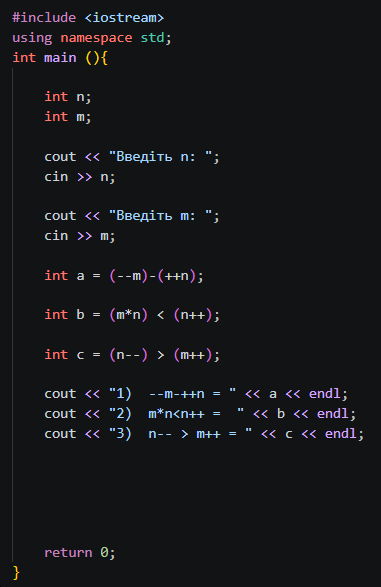 #include <iostream>
using namespace std;
int main (){
int n;
int m;
cout << "Введіть n: ";
cin >> n;
cout << "Введіть m: ";
cin >> m;
int a = (--m)-(++n);
int b = (m*n) < (n++);
int c = (n--) > (m++);
cout << "1)  --m-++n = " << a << endl;
cout << "2)  m*n<n++ =  " << b << endl;
cout << "3)  n-- > m++ = " << c << endl;
return 0;
}